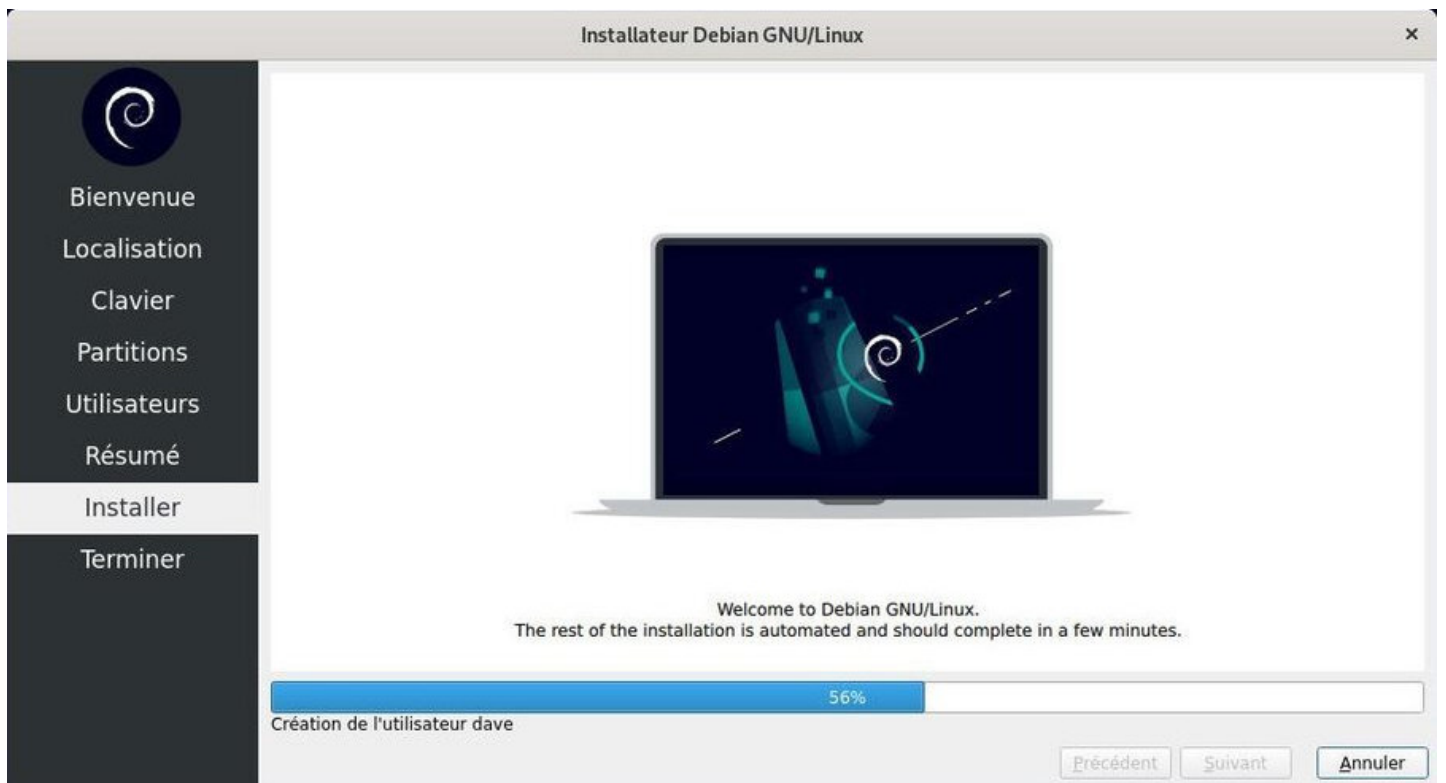 Installateur Debian GNU/Linux
×
Bienvenue
Localisation
Clavier
Partitions
Utilisateurs
Résumé
Installer
Terminer
Welcome to Debian GNU/Linux.
The rest of the installation is automated and should complete in a few minutes.
56%
Création de l'utilisateur dave
Précédent
Suivant
Annuler